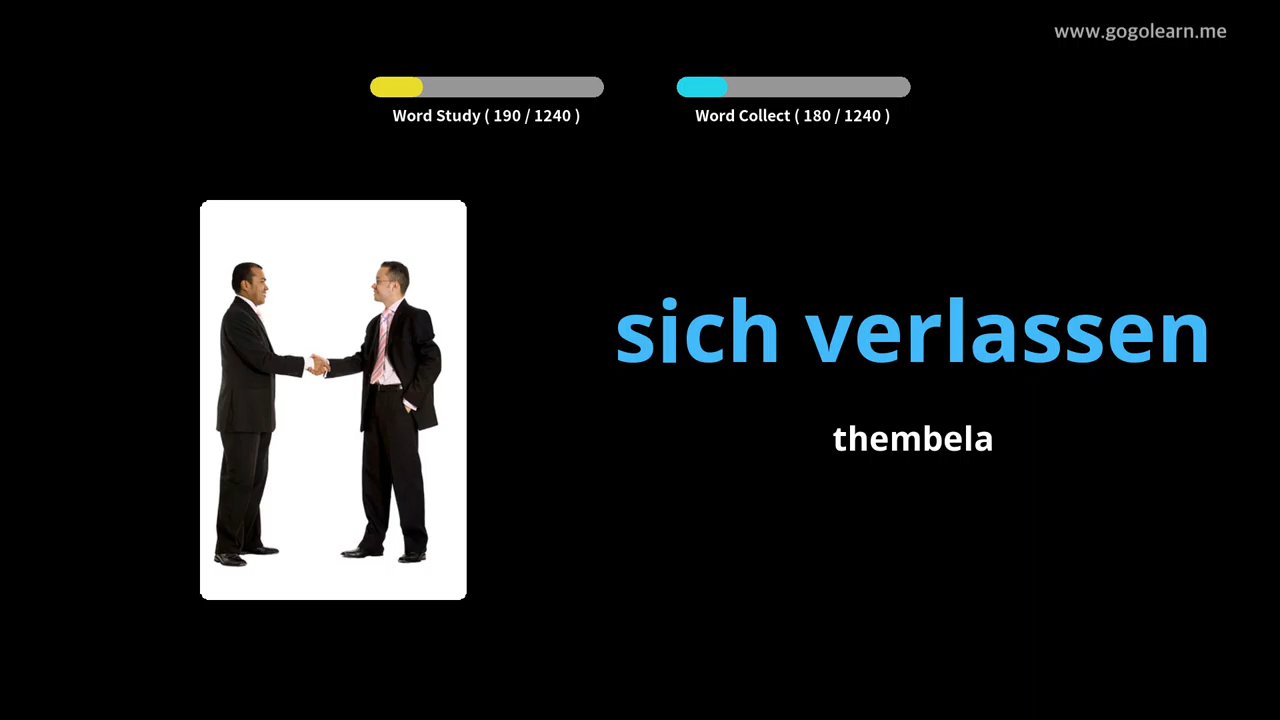 www.gogolearn.me
Word Study ( 190 / 1240 )
Word Collect ( 180 / 1240 )
sich verlassen
thembela